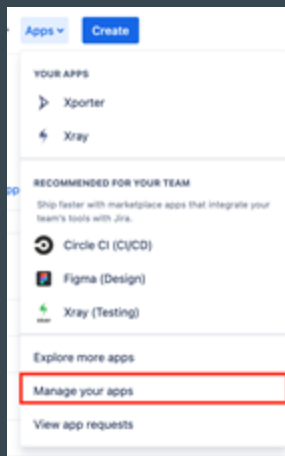 Apps
Create
YOUR APPS
Xporter
Xray
RECOMMENDED FOR YOUR TEAM
Ship faster with marketplace apps that integrate your
team's tools with Jira.
Circle CI (CI/CD)
Figma (Design)
Xray (Testing)
Explore more apps
Manage your apps
View app requests